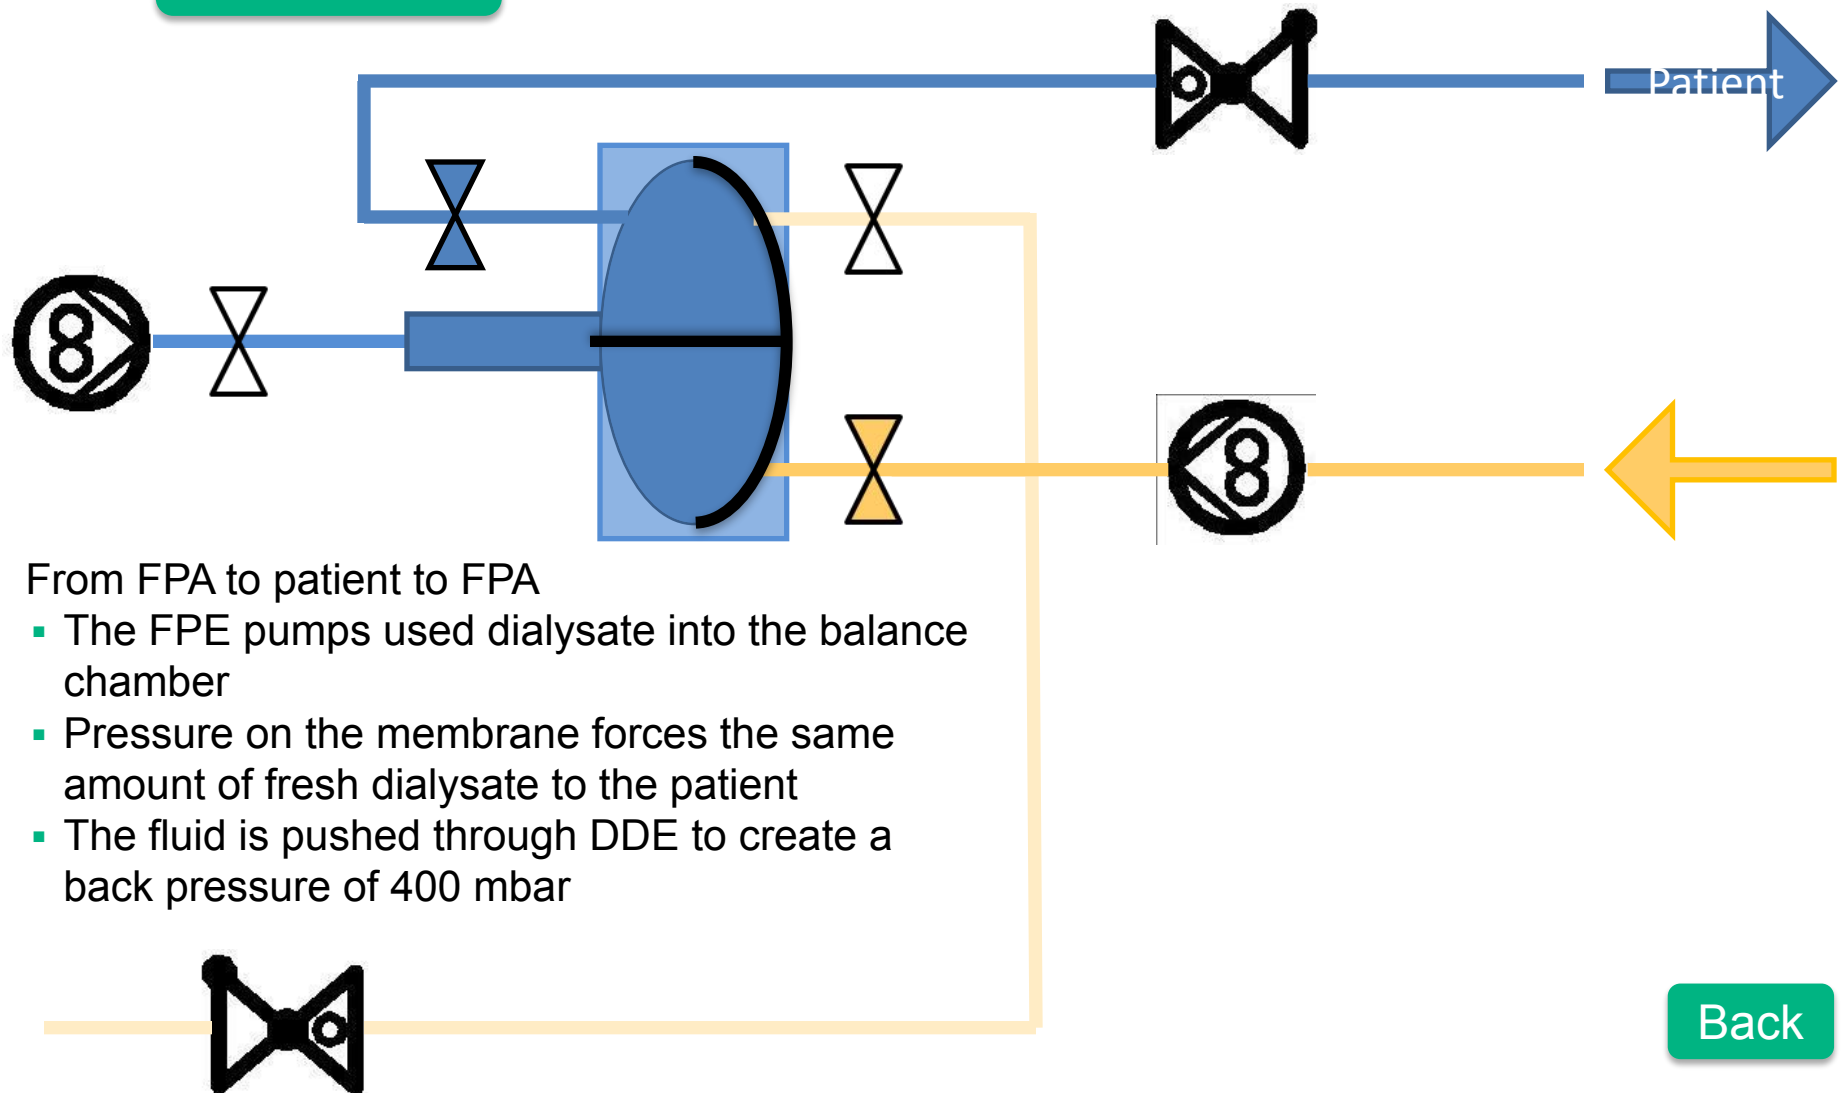 Patient
From FPA to patient to FPA
▪ The FPE pumps used dialysate into the balance
chamber
▪ Pressure on the membrane forces the same
amount of fresh dialysate to the patient
▪ The fluid is pushed through DDE to create a
back pressure of 400 mbar
Back